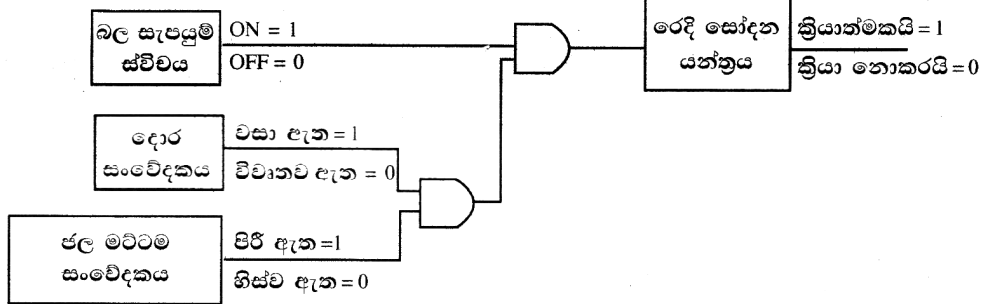 බල සැපයුම්
ස්විචය
ON = 1
OFF = 0
රෙදි සෝදන
යන්ත්‍රය
ක්‍රියාත්මකයි = 1
ක්‍රියා නොකරයි = 0
දොර
සංවේදකය
වසා ඇත = 1
විවෘතව ඇත = 0
ජල මට්ටම
සංවේදකය
පිරී ඇත =1
හිස්ව ඇත = 0